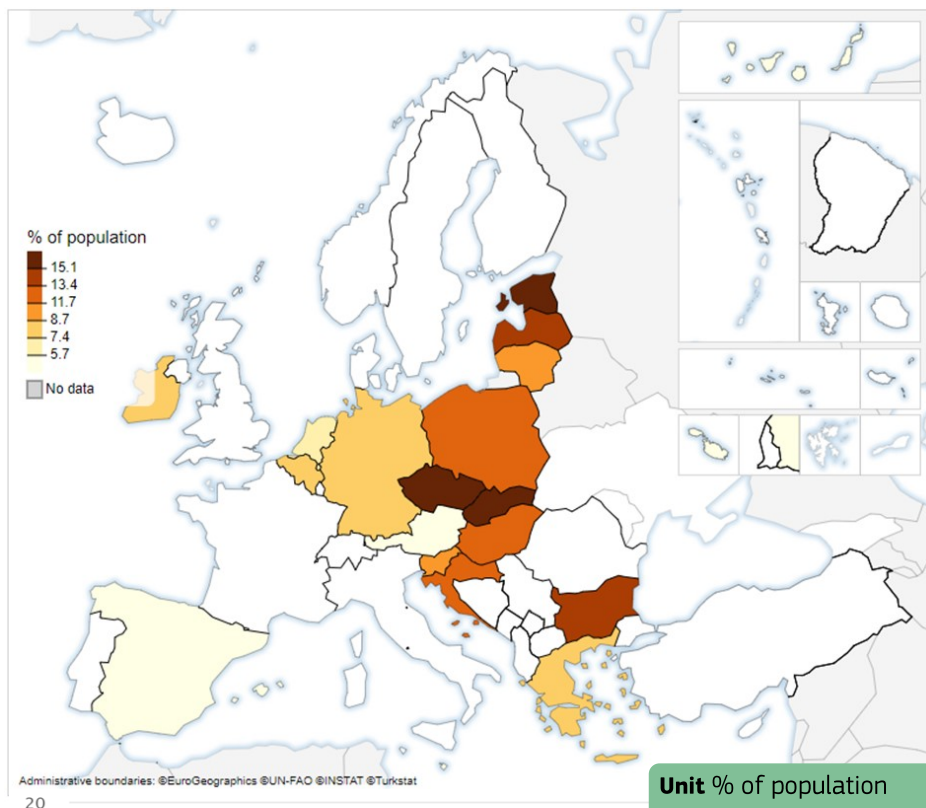 % of population
15.1
13.4
11.7
8.7
7.4
5.7
No data
Administrative boundaries: ©EuroGeographics ©UN-FAO ©INSTAT ©Turkstat
Unit % of population
20